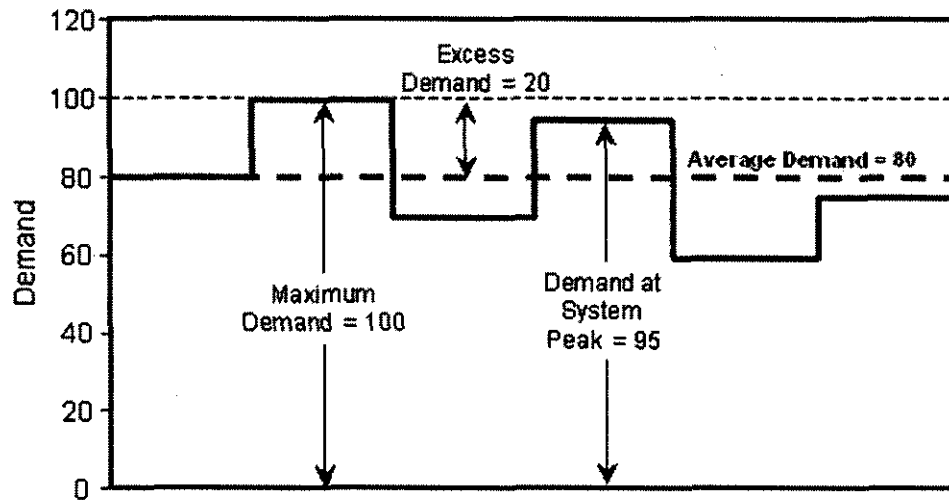 120
100
80
60
40
20
0
Demand
Excess
Demand = 20
Average Demand = 80
Maximum
Demand = 100
Demand at
System
Peak = 95